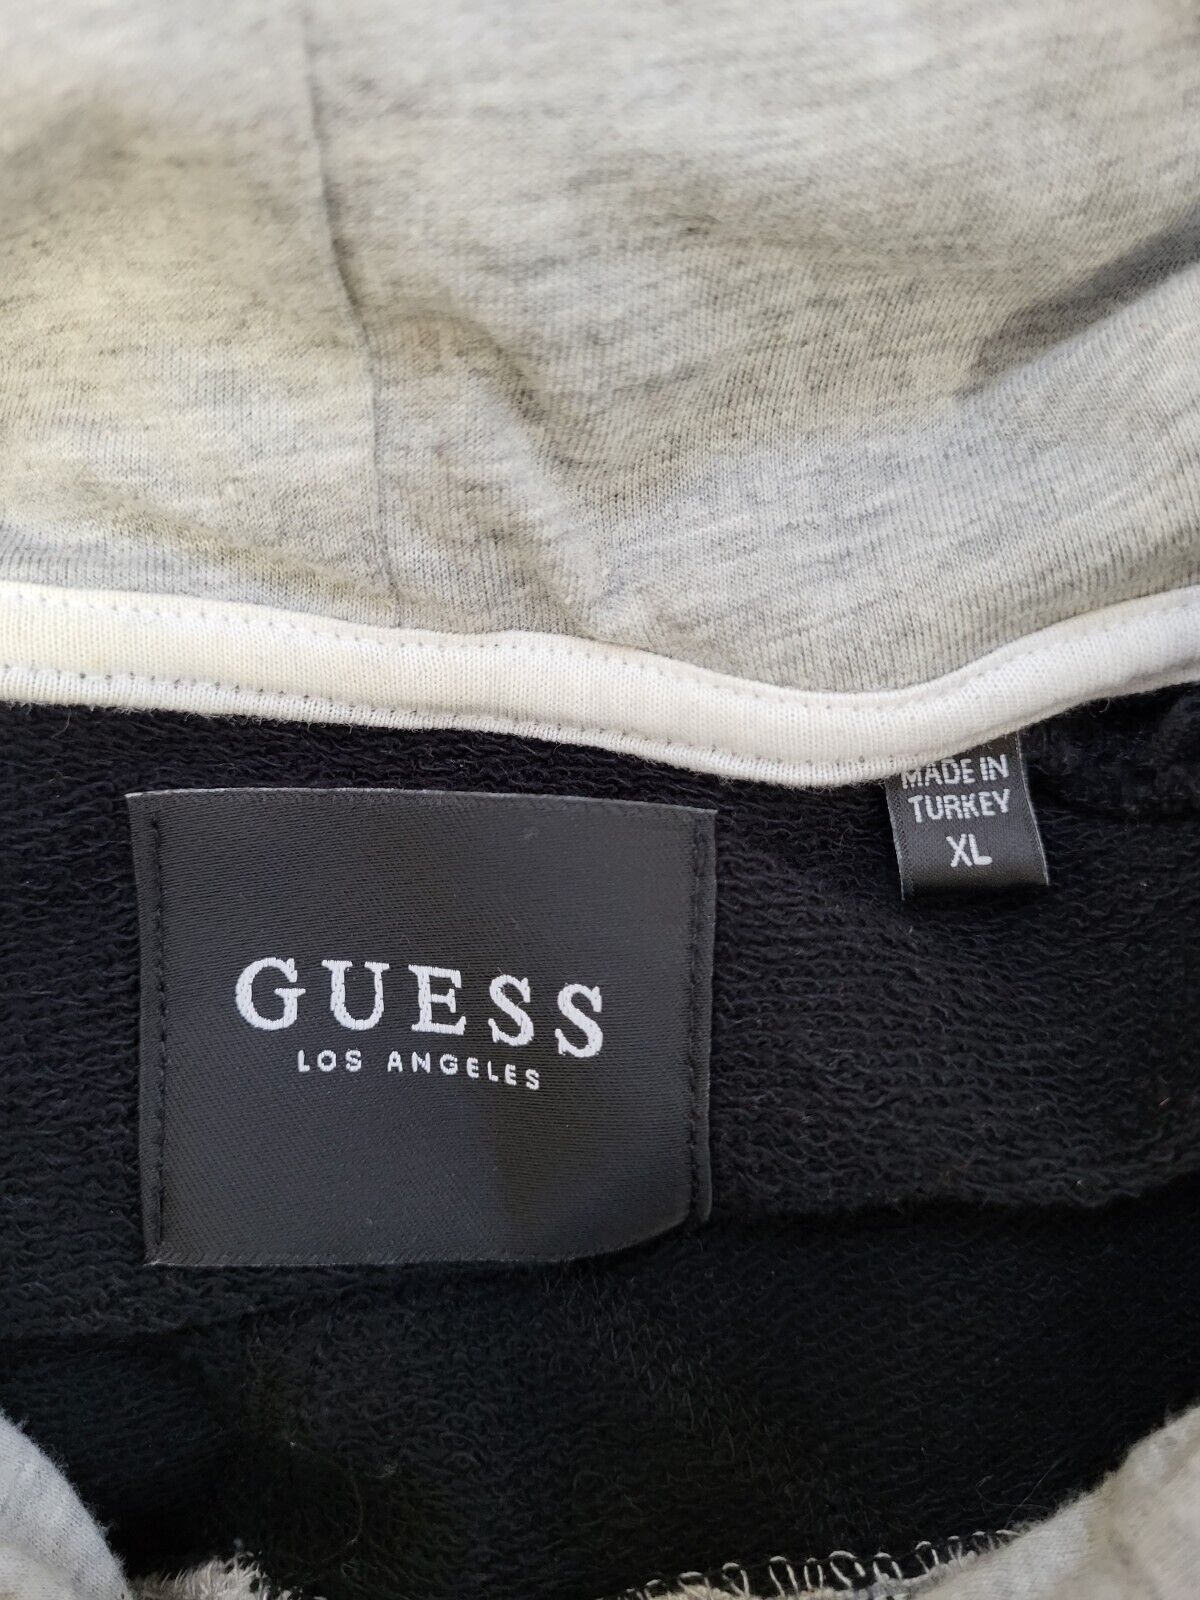 MADE IN
TURKEY
XL
GUESS
LOS ANGELES